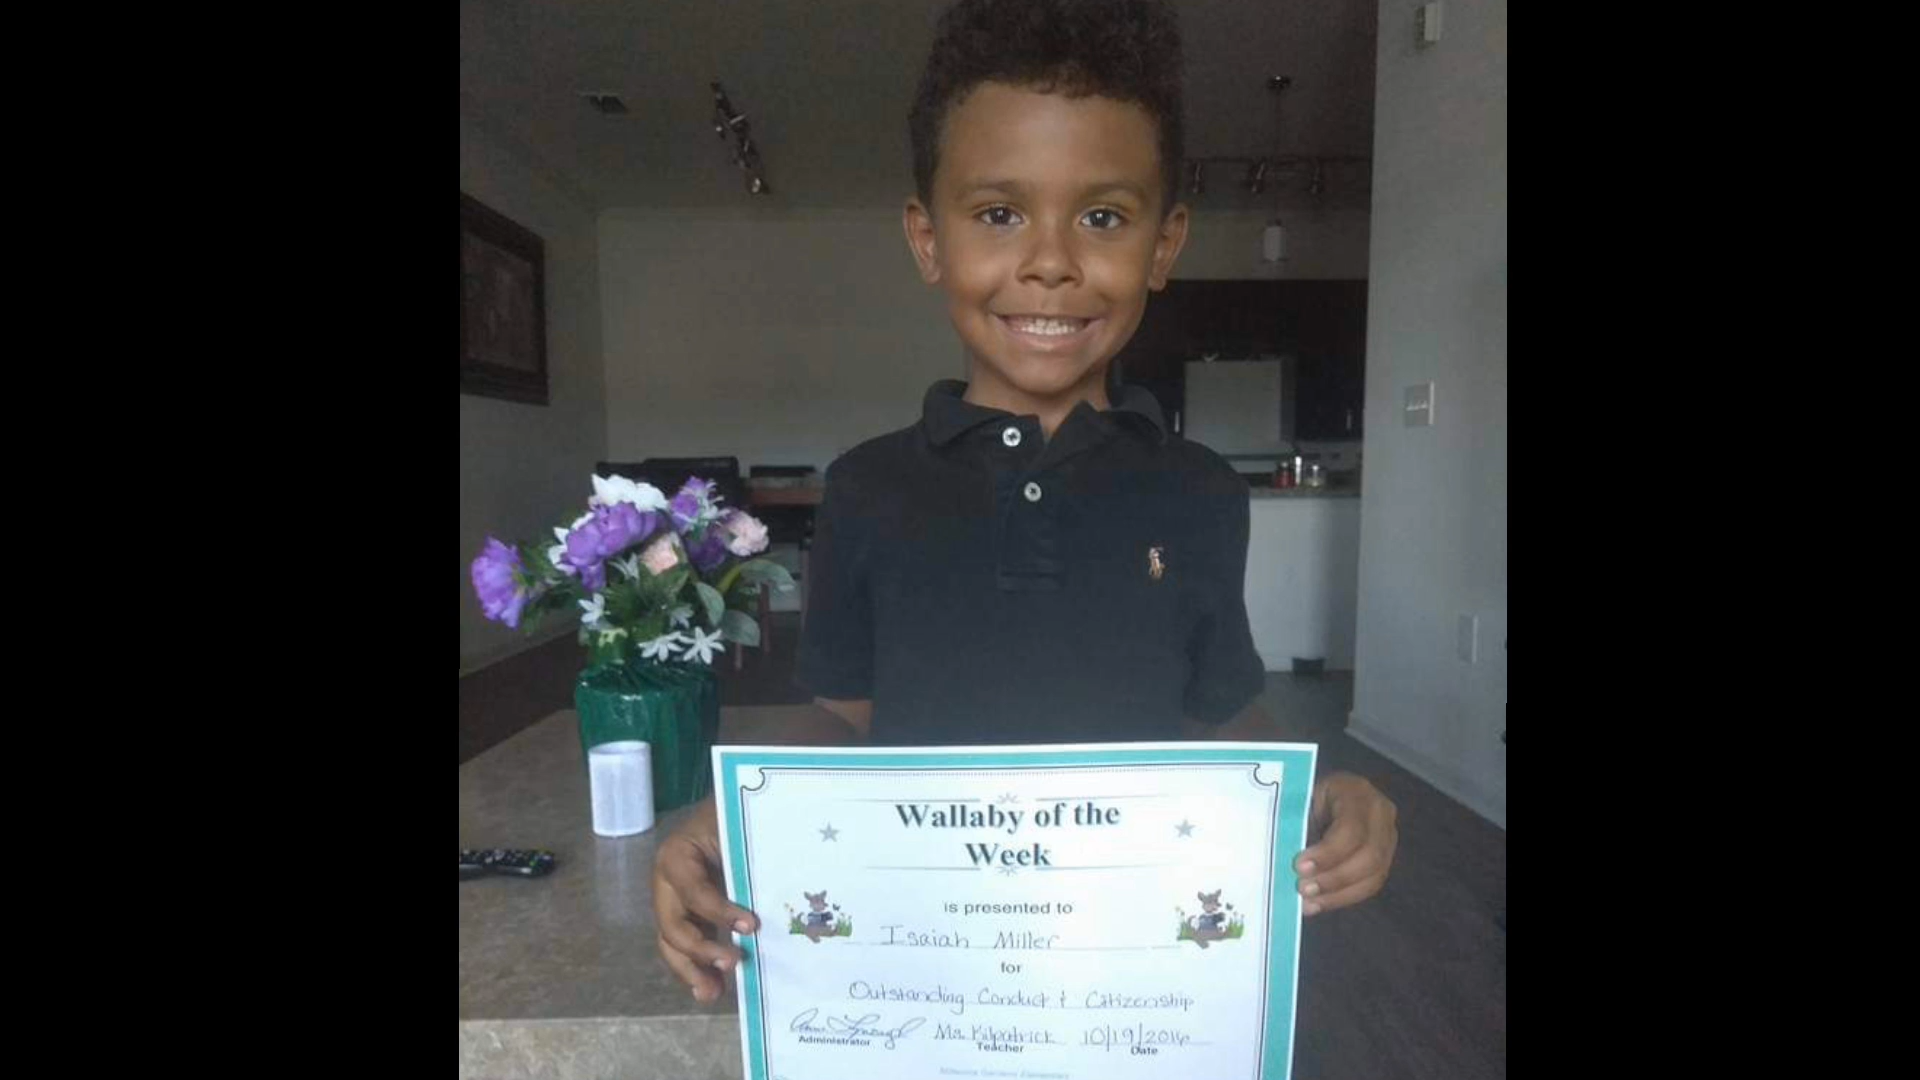 Wallaby of the
Week
is presented to
Isaiah Miller
for
Outstanding Conduct & Citizenship
Ms. Kilpatrick 10/19/2016
Administrator Teacher Date